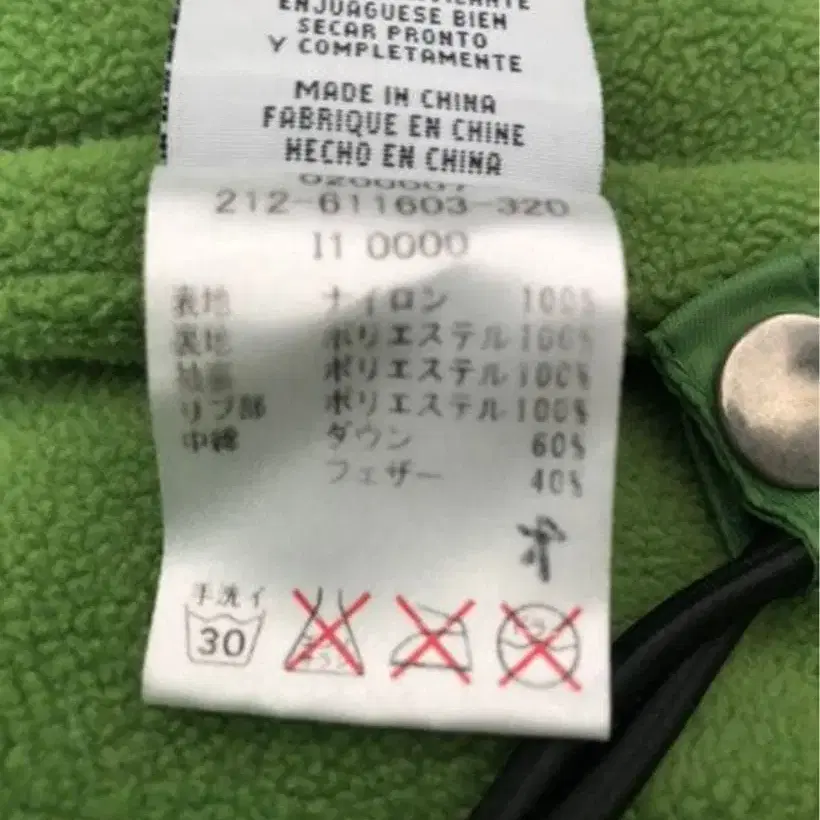 ENJUAGUESE BIEN
SECAR PRONTO
Y COMPLETAMENTE
MADE IN CHINA
FABRIQUE EN CHINE
HECHO EN CHINA
212-611603-320
I1 0000
表地 ナイロン 100%
裏地 ポリエステル 100%
ポリエステル 100%
リブ部 ポリエステル 100%
中綿 ダウン 60%
フェザー 40%
手洗イ
30